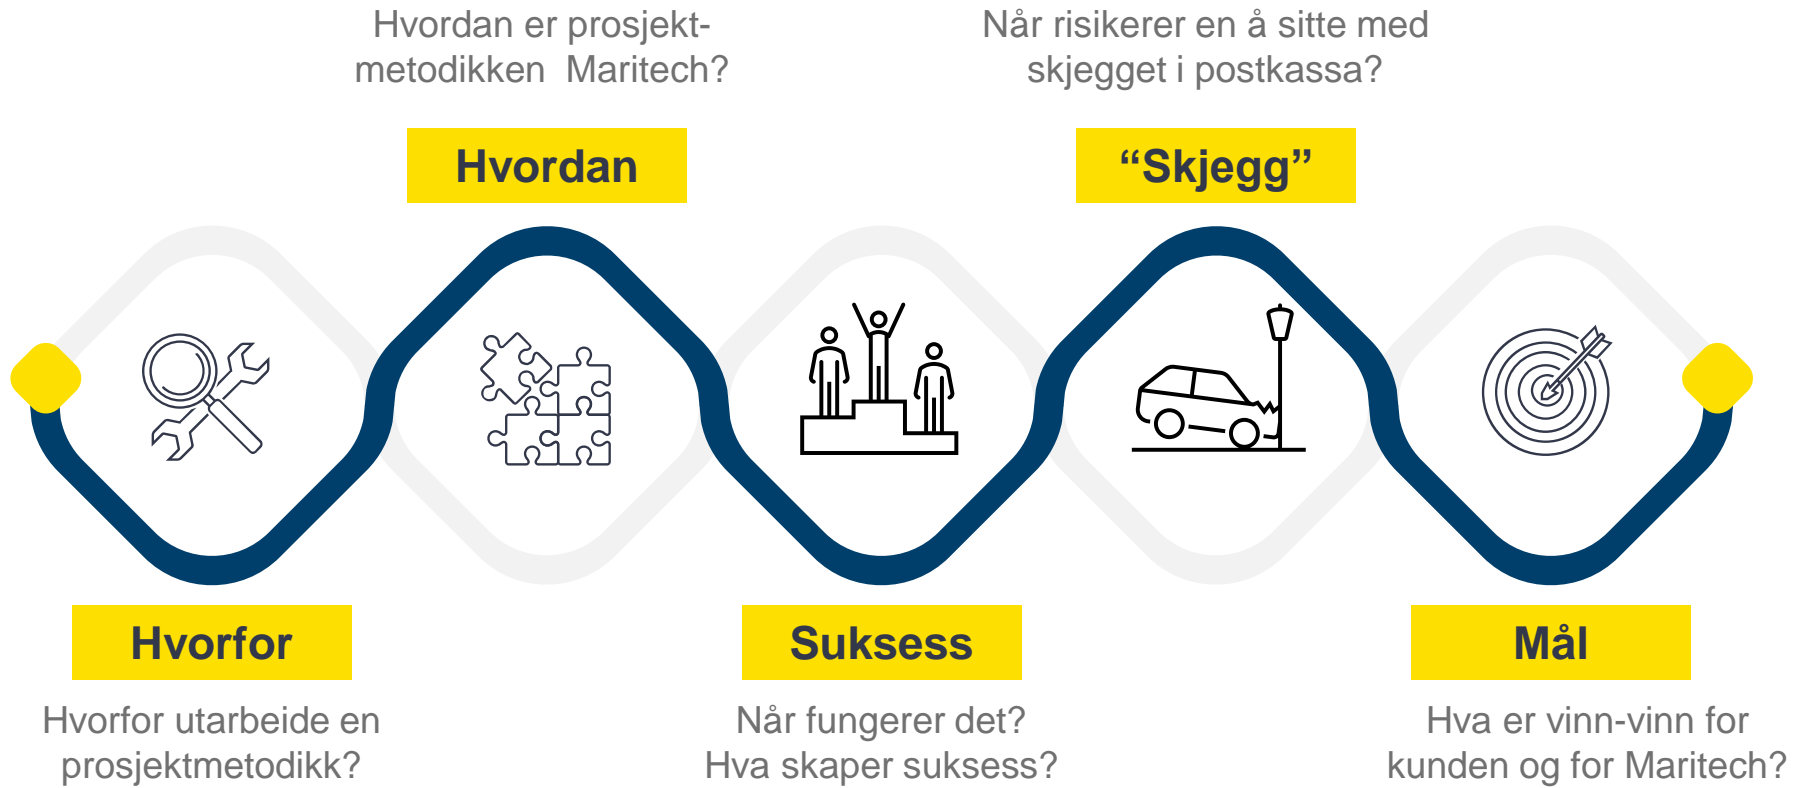 Hvordan er prosjekt-
metodikken  Maritech?
Når risikerer en å sitte med
skjegget i postkassa?
Hvordan
“Skjegg”
Hvorfor
Suksess
Mål
Hvorfor utarbeide en
prosjektmetodikk?
Når fungerer det?
Hva skaper suksess?
Hva er vinn-vinn for
kunden og for Maritech?